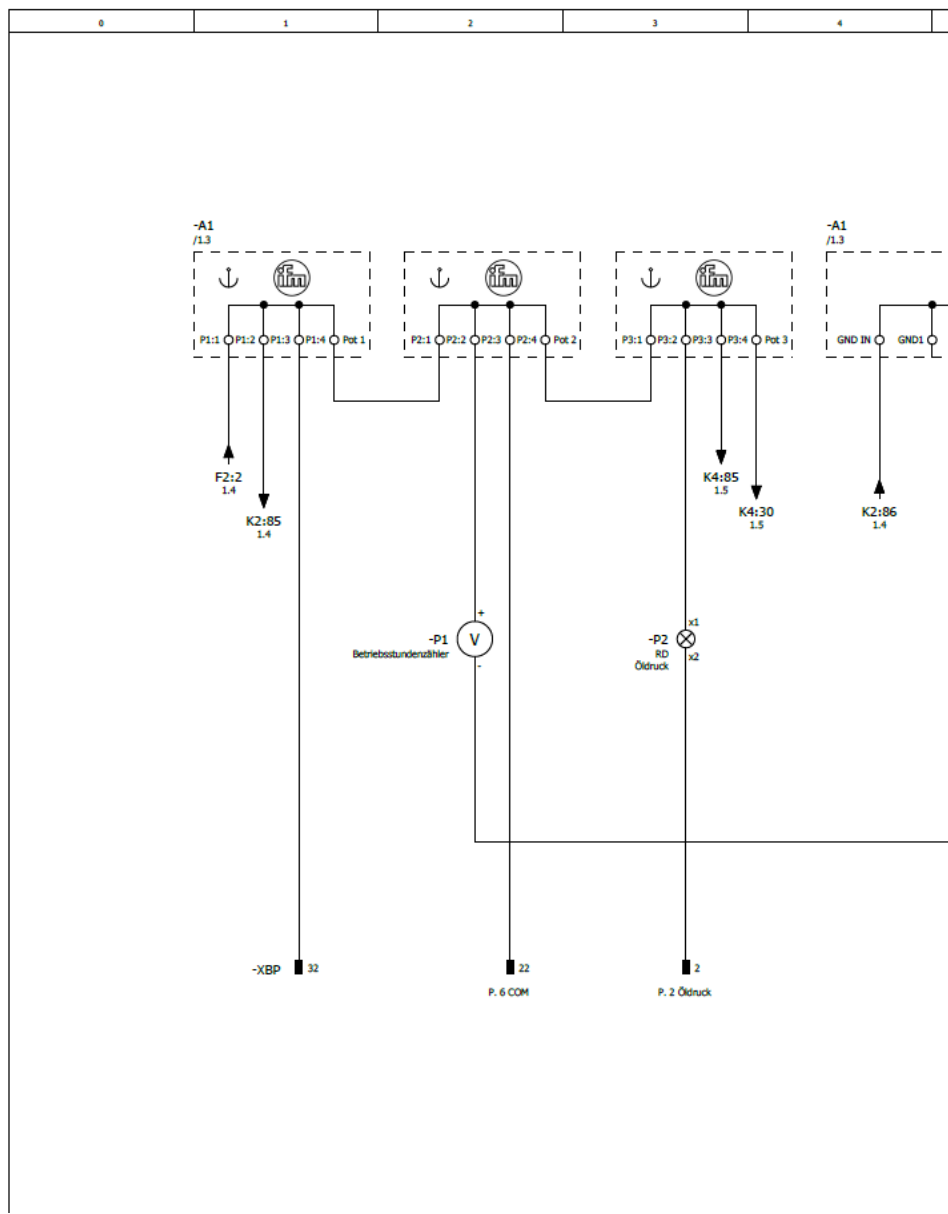 0 1 2 3 4
-A1
/1.3
-A1
/1.3
ifm ifm ifm
P1:1 P1:2 P1:3 P1:4 Pot 1 P2:1 P2:2 P2:3 P2:4 Pot 2 P3:1 P3:2 P3:3 P3:4 Pot 3 GND IN GND1
F2:2
1.4
K2:85
1.4
K4:85
1.5
K4:30
1.5
K2:86
1.4
+
-P1 V
Betriebsstundenzähler
-
x1
-P2
RD
x2
Öldruck
-XBP 32 22 2
P. 6 COM P. 2 Öldruck